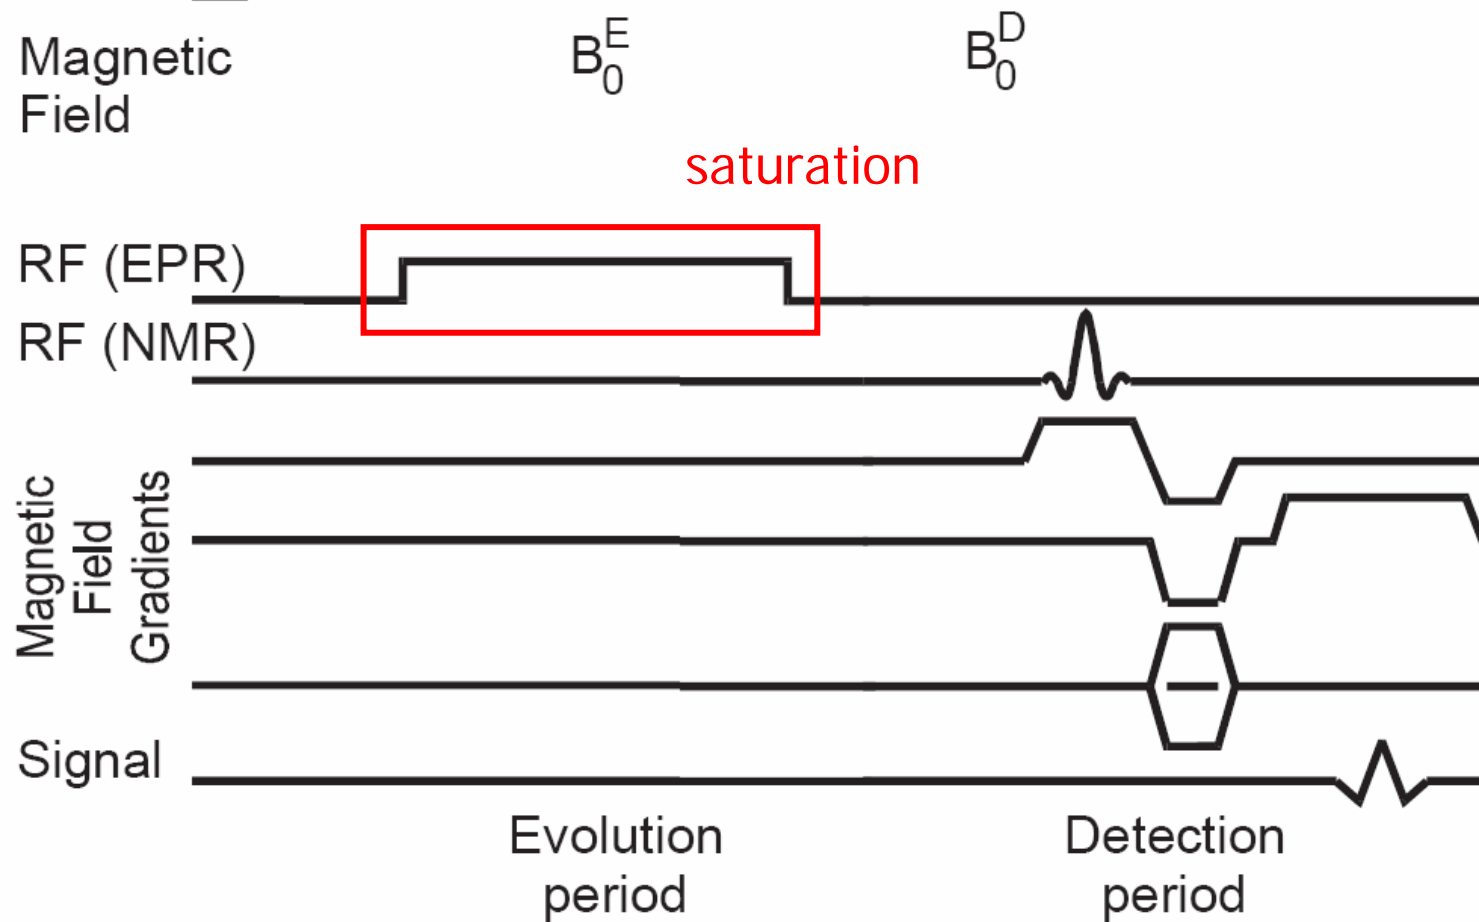 Magnetic
Field
B₀ᴱ
B₀ᴰ
saturation
RF (EPR)
RF (NMR)
Magnetic
Field
Gradients
Signal
Evolution
period
Detection
period